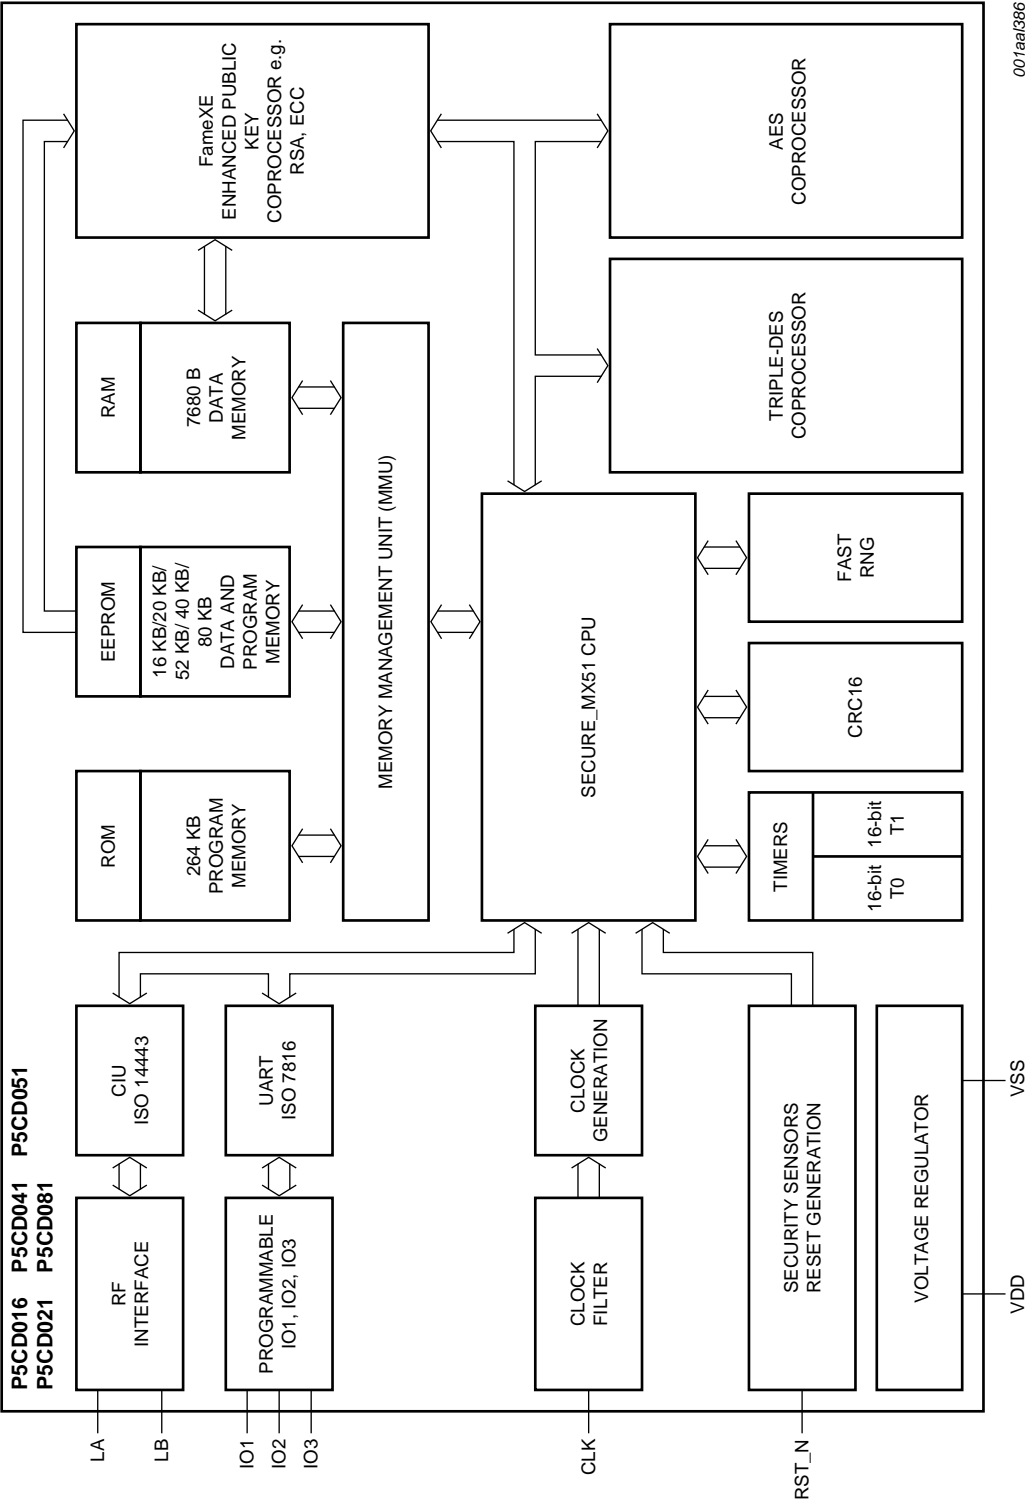 001aal386
P5CD016 P5CD041 P5CD051
P5CD021 P5CD081
LA
LB
IO1
IO2
IO3
CLK
RST_N
VDD
VSS
RF
INTERFACE
CIU
ISO 14443
PROGRAMMABLE
IO1, IO2, IO3
UART
ISO 7816
CLOCK
FILTER
CLOCK
GENERATION
SECURITY SENSORS
RESET GENERATION
VOLTAGE REGULATOR
ROM
264 KB
PROGRAM
MEMORY
EEPROM
16 KB/20 KB/
52 KB/ 40 KB/
80 KB
DATA AND
PROGRAM
MEMORY
RAM
7680 B
DATA
MEMORY
FameXE
ENHANCED PUBLIC
KEY
COPROCESSOR e.g.
RSA, ECC
MEMORY MANAGEMENT UNIT (MMU)
SECURE_MX51 CPU
TIMERS
16-bit
T0
16-bit
T1
CRC16
FAST
RNG
TRIPLE-DES
COPROCESSOR
AES
COPROCESSOR